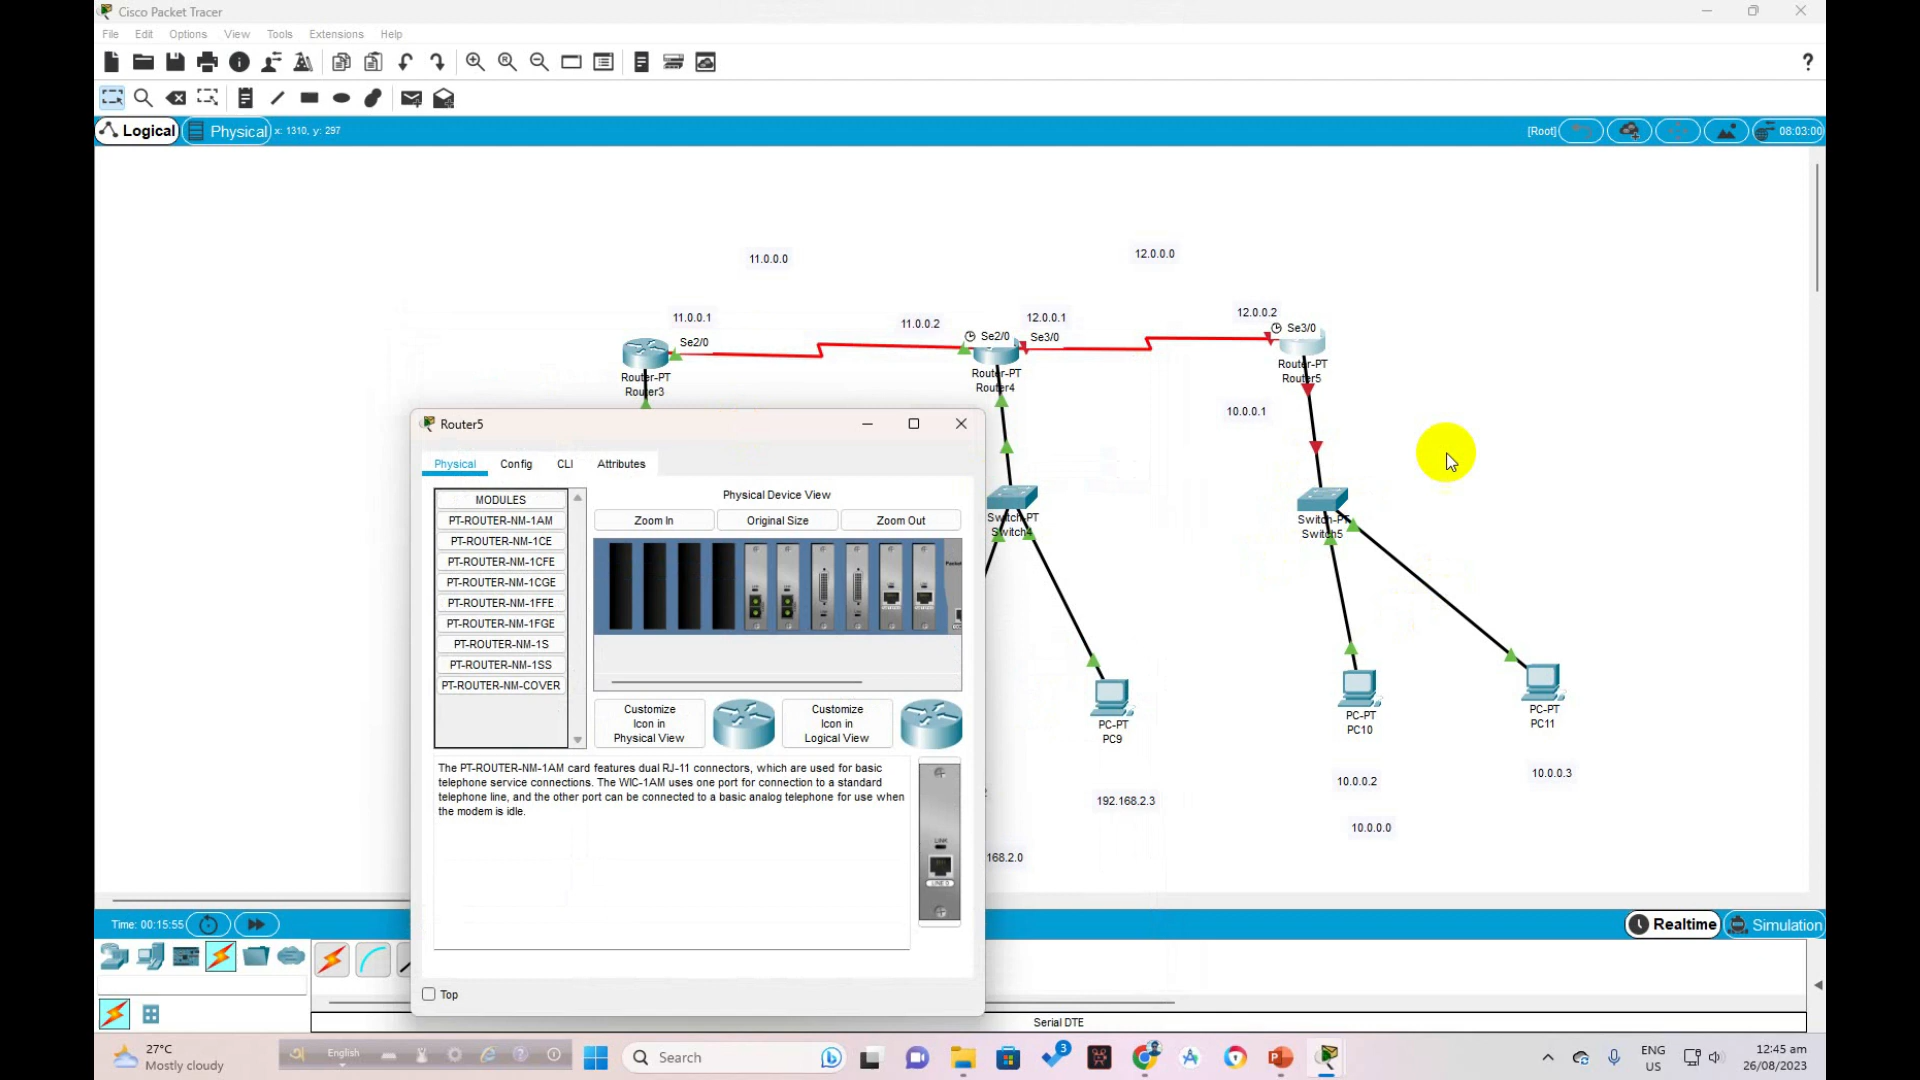 Cisco Packet Tracer
File Edit Options View Tools Extensions Help
Logical
Physical
x: 1310, y: 297
[Root]
08:03:00
11.0.0.0
12.0.0.0
11.0.0.1
11.0.0.2
12.0.0.1
12.0.0.2
Se2/0
Se2/0
Se3/0
Se3/0
Router-PT
Router3
Router-PT
Router4
Router-PT
Router5
10.0.0.1
Router5
Physical Config CLI Attributes
MODULES
PT-ROUTER-NM-1AM
PT-ROUTER-NM-1CE
PT-ROUTER-NM-1CFE
PT-ROUTER-NM-1CGE
PT-ROUTER-NM-1FFE
PT-ROUTER-NM-1FGE
PT-ROUTER-NM-1S
PT-ROUTER-NM-1SS
PT-ROUTER-NM-COVER
Physical Device View
Zoom In
Original Size
Zoom Out
Customize
Icon in
Physical View
Customize
Icon in
Logical View
The PT-ROUTER-NM-1AM card features dual RJ-11 connectors, which are used for basic
telephone service connections. The WIC-1AM uses one port for connection to a standard
telephone line, and the other port can be connected to a basic analog telephone for use when
the modem is idle.
LINK
Top
Switch-PT
Switch4
Switch-PT
Switch5
PC-PT
PC9
PC-PT
PC10
PC-PT
PC11
192.168.2.3
10.0.0.2
10.0.0.3
10.0.0.0
168.2.0
Time: 00:15:55
Realtime
Simulation
Serial DTE
27°C
Mostly cloudy
English
Search
3
ENG
US
12:45 am
26/08/2023